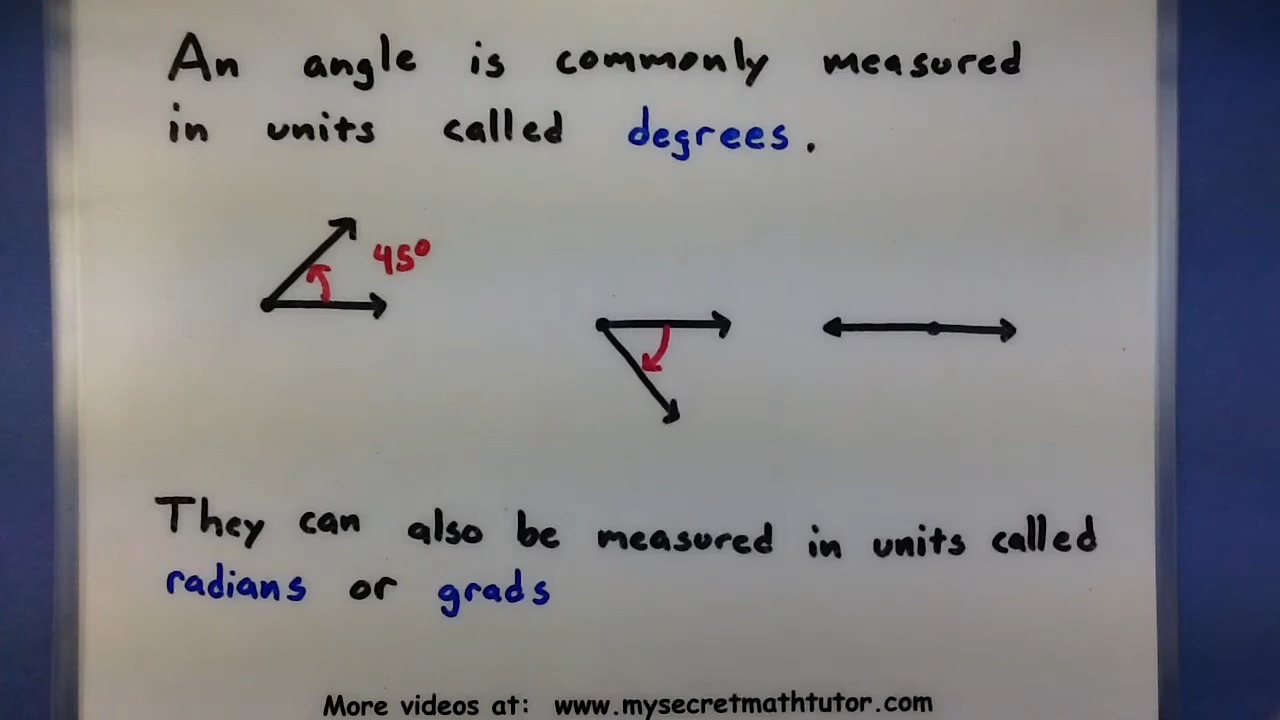 An angle is commonly measured
in units called degrees.
45°
They can also be measured in units called
radians or grads
More videos at: www.mysecretmathtutor.com